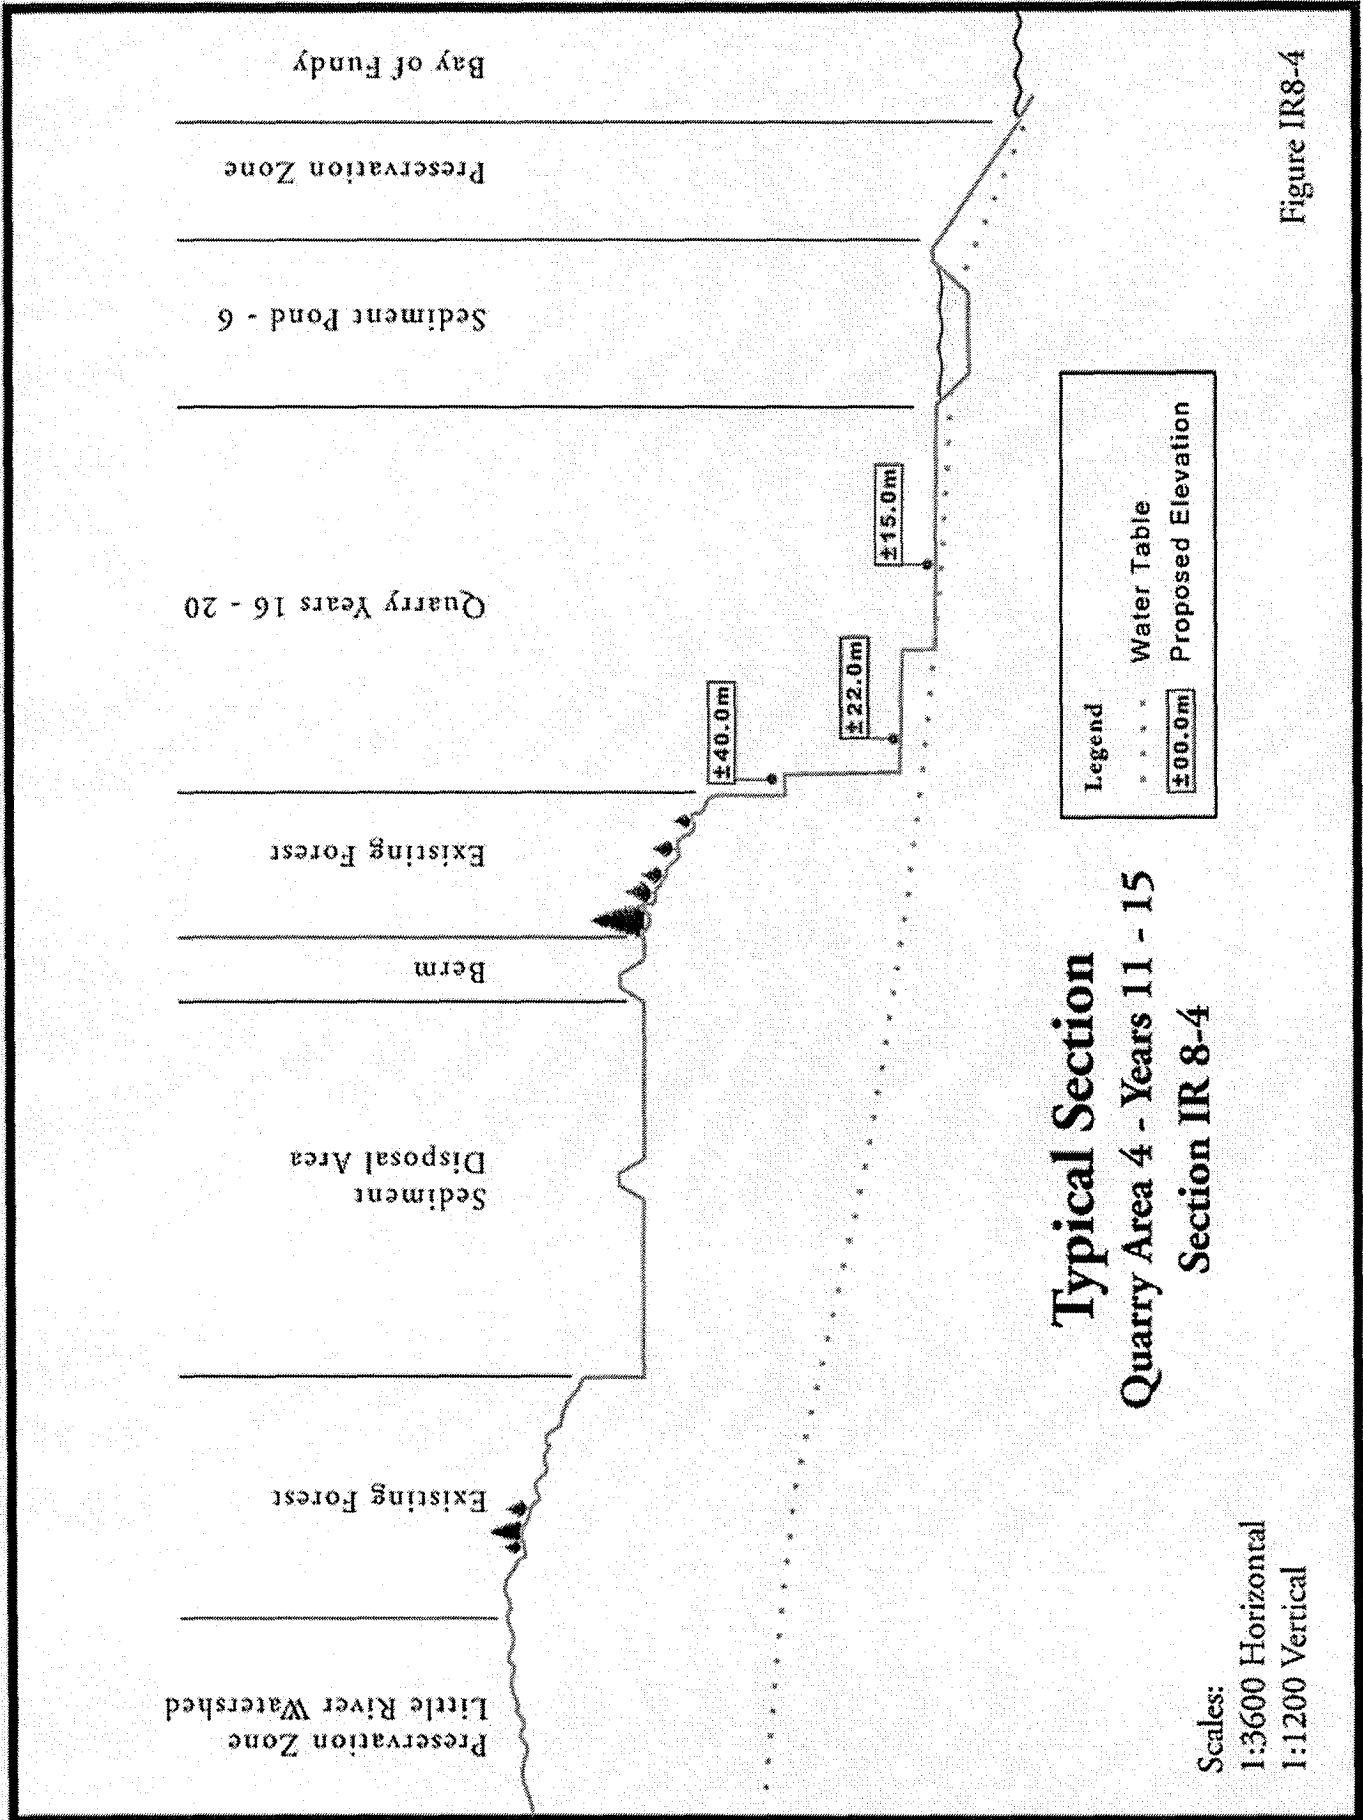 Preservation Zone
Little River Watershed
Existing Forest
Sediment
Disposal Area
Berm
Existing Forest
Quarry Years 16 - 20
Sediment Pond - 6
Preservation Zone
Bay of Fundy
±40.0m
±22.0m
±15.0m
Legend
Water Table
±00.0m Proposed Elevation
Typical Section
Quarry Area 4 - Years 11 - 15
Section IR 8-4
Scales:
1:3600 Horizontal
1:1200 Vertical
Figure IR8-4